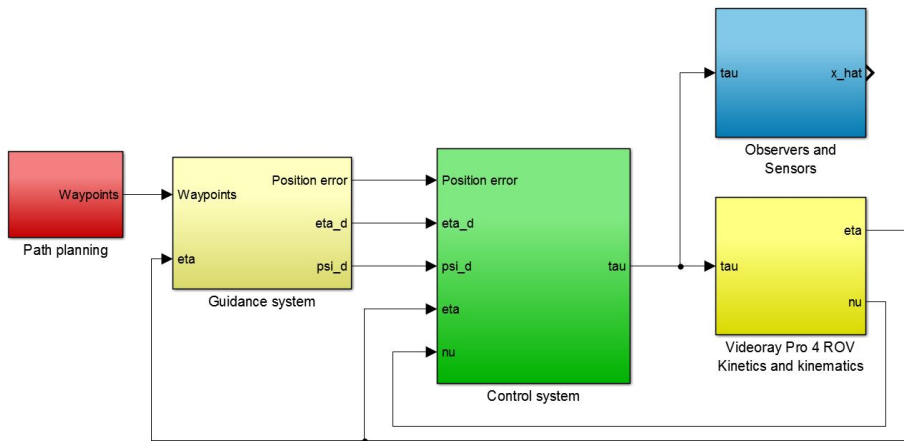 Waypoints
Path planning
Waypoints
eta
Position error
eta_d
psi_d
Guidance system
Position error
eta_d
psi_d
eta
nu
tau
Control system
tau
x_hat
Observers and
Sensors
tau
eta
nu
Videoray Pro 4 ROV
Kinetics and kinematics